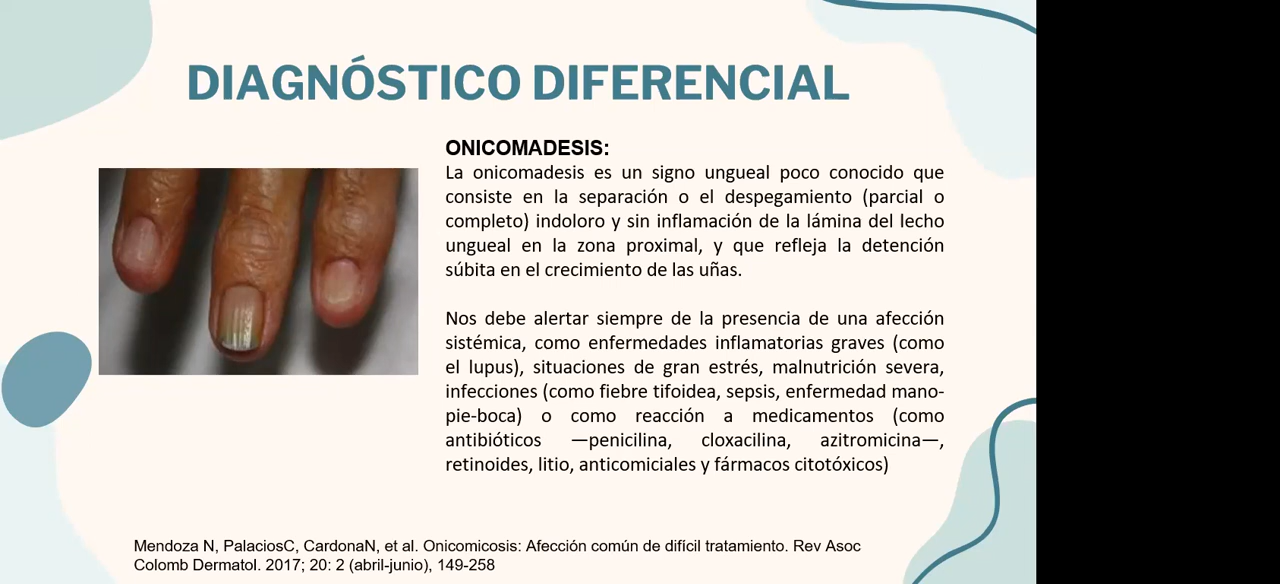 DIAGNÓSTICO DIFERENCIAL
ONICOMADESIS:
La onicomadesis es un signo ungueal poco conocido que
consiste en la separación o el despegamiento (parcial o
completo) indoloro y sin inflamación de la lámina del lecho
ungueal en la zona proximal, y que refleja la detención
súbita en el crecimiento de las uñas.
Nos debe alertar siempre de la presencia de una afección
sistémica, como enfermedades inflamatorias graves (como
el lupus), situaciones de gran estrés, malnutrición severa,
infecciones (como fiebre tifoidea, sepsis, enfermedad mano-
pie-boca) o como reacción a medicamentos (como
antibióticos —penicilina, cloxacilina, azitromicina—,
retinoides, litio, anticomiciales y fármacos citotóxicos)
Mendoza N, PalaciosC, CardonaN, et al. Onicomicosis: Afección común de difícil tratamiento. Rev Asoc
Colomb Dermatol. 2017; 20: 2 (abril-junio), 149-258